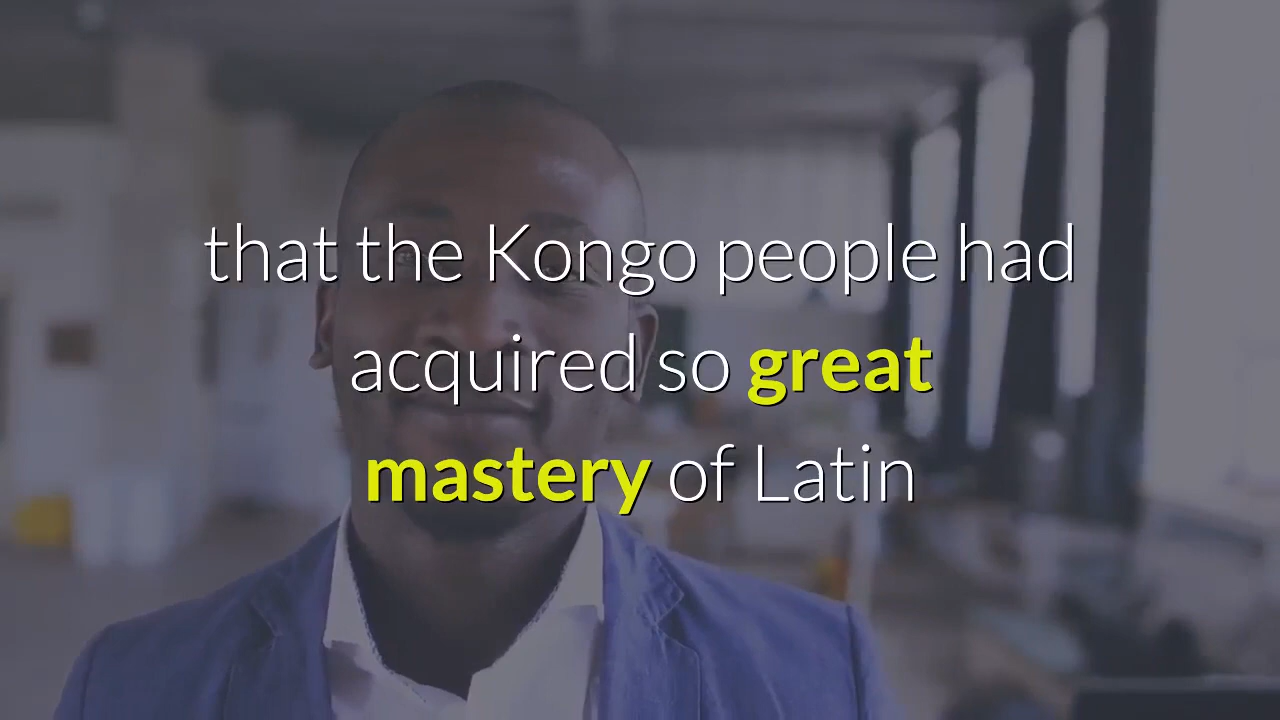 that the Kongo people had
acquired so great
mastery of Latin